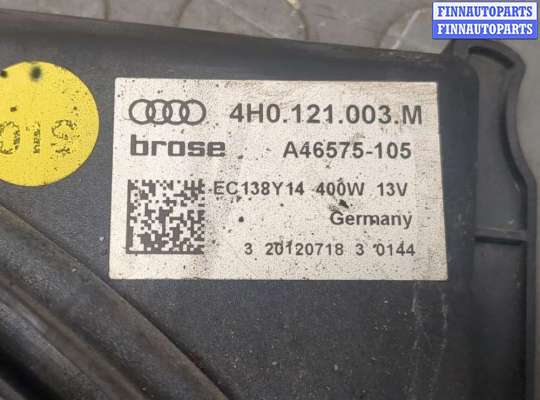 FINNAUTOPARTS
FINNAUTOPARTS
4H0.121.003.M
brose A46575-105
EC138Y14 400W 13V
Germany
3 20120718 3 0144